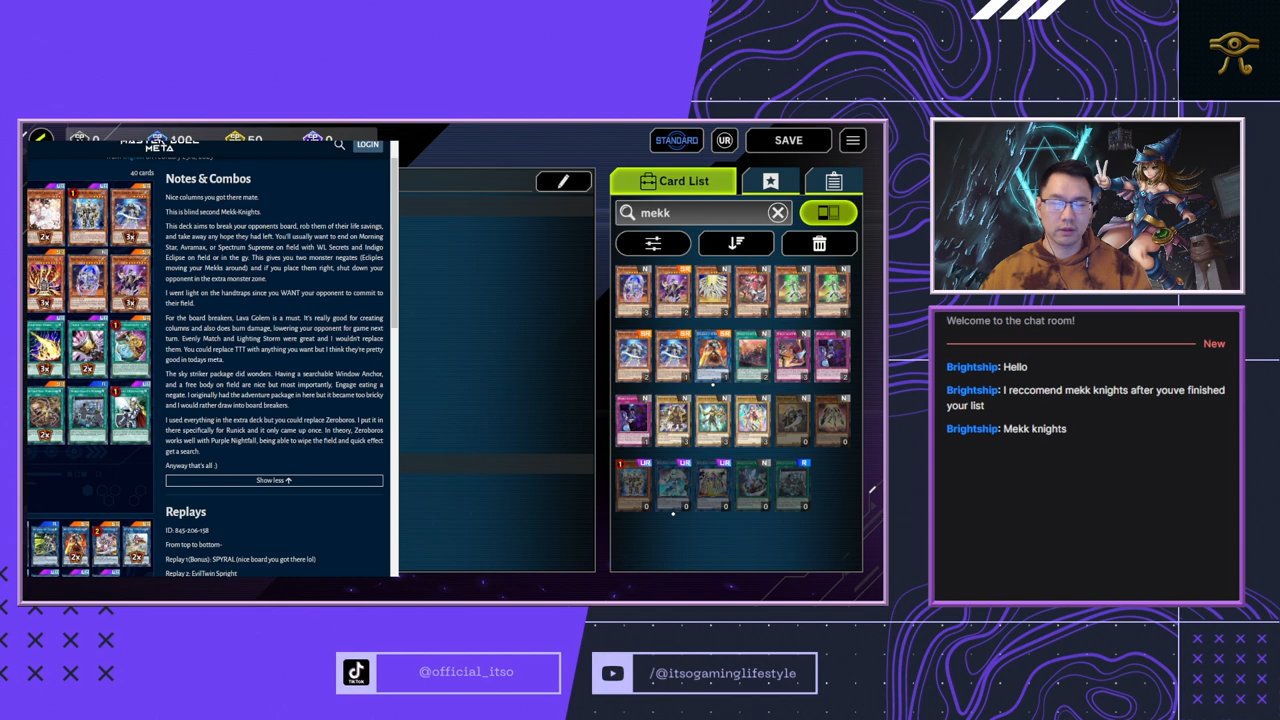 META
LOGIN
STANDARD
UR
SAVE
40 cards
Notes & Combos
Nice columns you got there mate.
This is blind second Mekk-Knights.
This deck aims to break your opponents board, rob them of their life savings,
and take away any hope they had left. You'll usually want to end on Morning
Star, Avramax, or Spectrum Supreme on field with WL Secrets and Indigo
Eclipse on field or in the gy. This gives you two monster negates (Ecliples
moving your Mekks around) and if you place them right, shut down your
opponent in the extra monster zone.
I went light on the handtraps since you WANT your opponent to commit to
their field.
For the board breakers, Lava Golem is a must. It's really good for creating
columns and also does burn damage, lowering your opponent for game next
turn. Evenly Match and Lighting Storm were great and I wouldn't replace
them. You could replace TTT with anything you want but I think they're pretty
good in todays meta.
The sky striker package did wonders. Having a searchable Window Anchor,
and a free body on field are nice but most importantly, Engage eating a
negate. I originally had the adventure package in here but it became too bricky
and I would rather draw into board breakers.
I used everything in the extra deck but you could replace Zeroboros. I put it in
there specifically for Runick and it only came up once. In theory, Zeroboros
works well with Purple Nightfall, being able to wipe the field and quick effect
get a search.
Anyway that's all :)
Show less
Replays
ID: 845-206-158
From top to bottom-
Replay 1(Bonus): SPYRAL (nice board you got there lol)
Replay 2: EvilTwin Spright
Card List
mekk
Welcome to the chat room!
New
Brightship: Hello
Brightship: I reccomend mekk knights after youve finished
your list
Brightship: Mekk knights
TikTok
@official_itso
/@itsogaminglifestyle